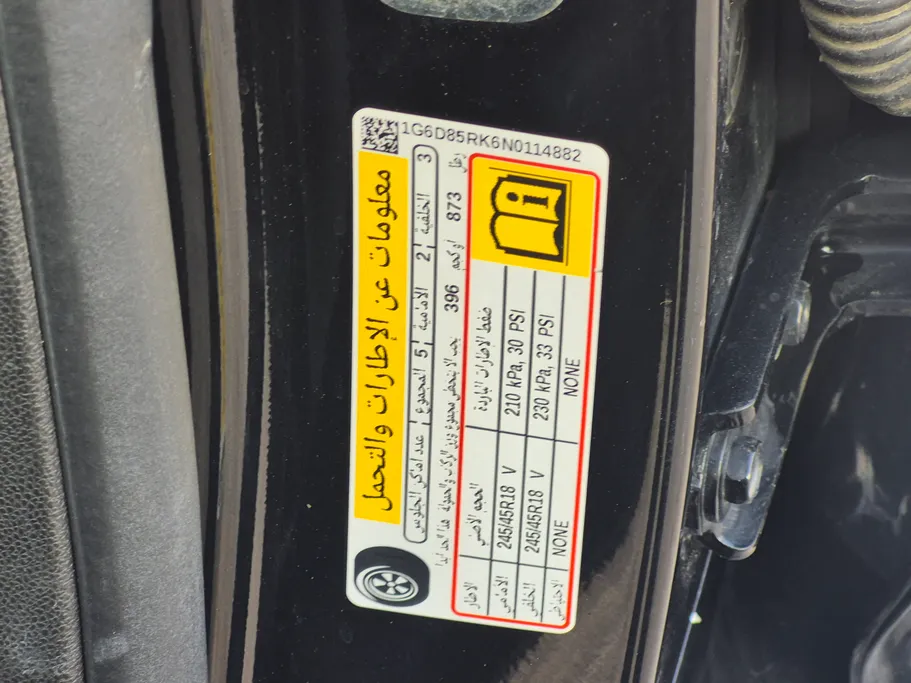 1G6D85RK6N0114882
معلومات عن الإطارات والتحمل
عدد أماكن الجلوس | المجموع 5 | الأمامية 2 | الخلفية 3
يجب ألا يتخطى مجموع وزن الركاب والحمولة هذا الحد أبدا 396 كجم أو 873 رطل
الإطار الحجم الأصلي ضغط الإطارات الباردة
الأمامي 245/45R18 V 210 kPa, 30 PSI
الخلفي 245/45R18 V 230 kPa, 33 PSI
الاحتياطي NONE NONE